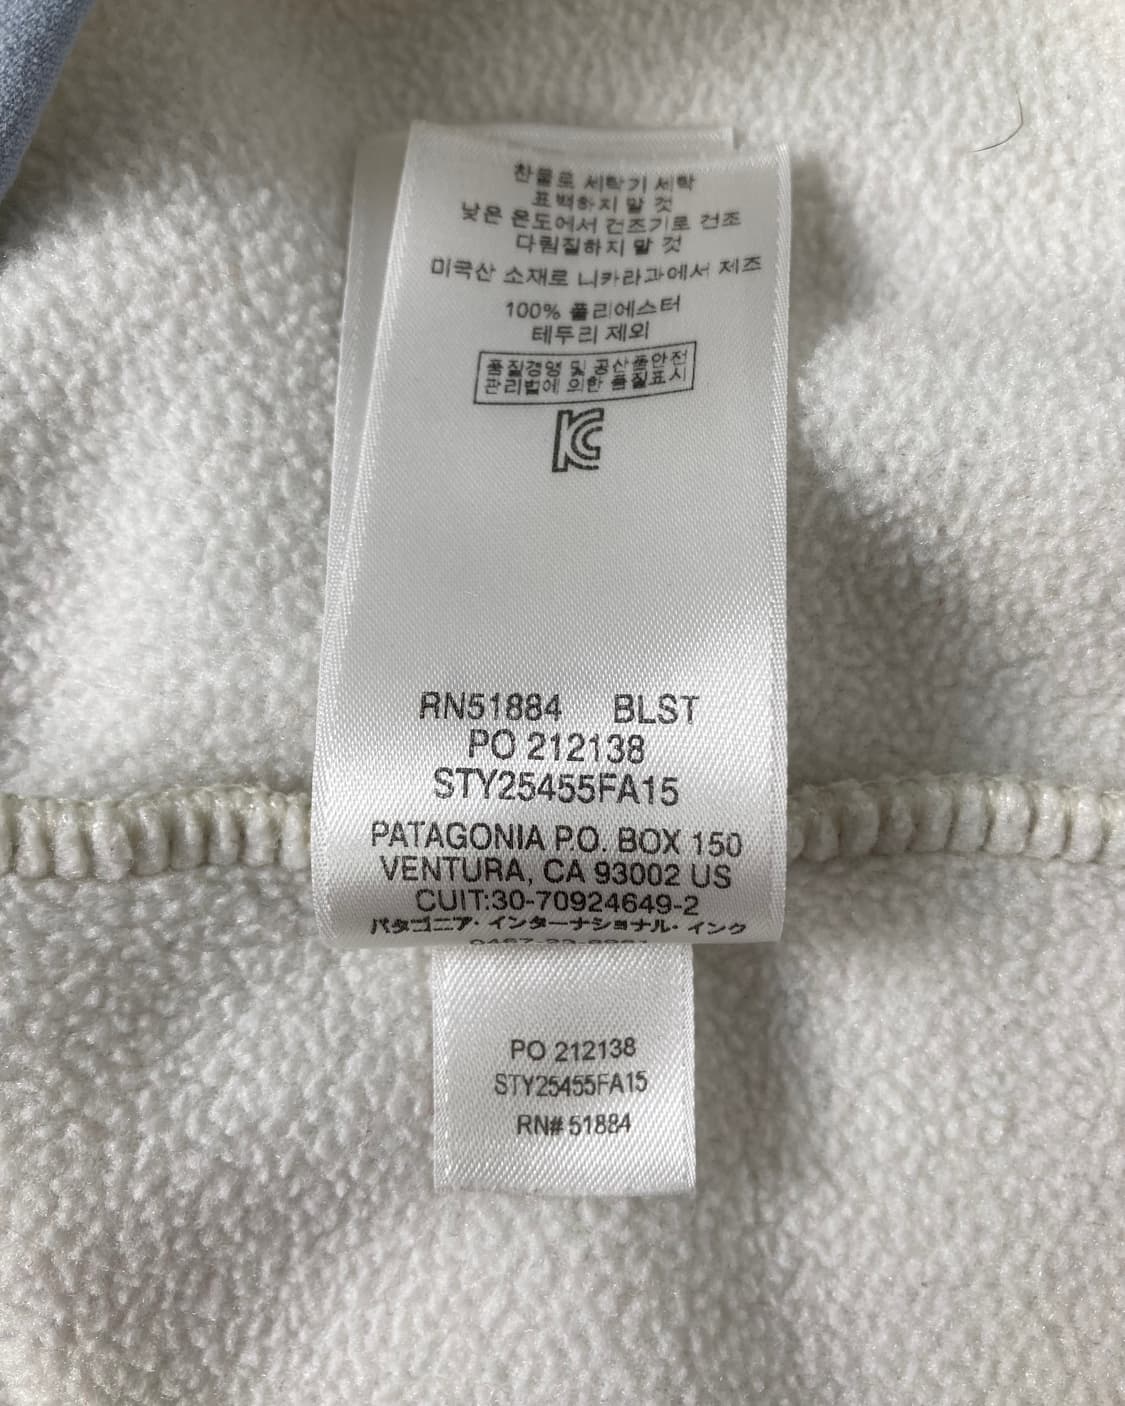 찬물로 세탁기 세탁
표백하지 말 것
낮은 온도에서 건조기로 건조
다림질하지 말 것
미국산 소재로 니카라과에서 제조
100% 폴리에스터
테두리 제외
품질경영 및 공산품안전
관리법에 의한 품질표시
KC
RN51884 BLST
PO 212138
STY25455FA15
PATAGONIA P.O. BOX 150
VENTURA, CA 93002 US
CUIT:30-70924649-2
パタゴニア・インターナショナル・インク
PO 212138
STY25455FA15
RN# 51884